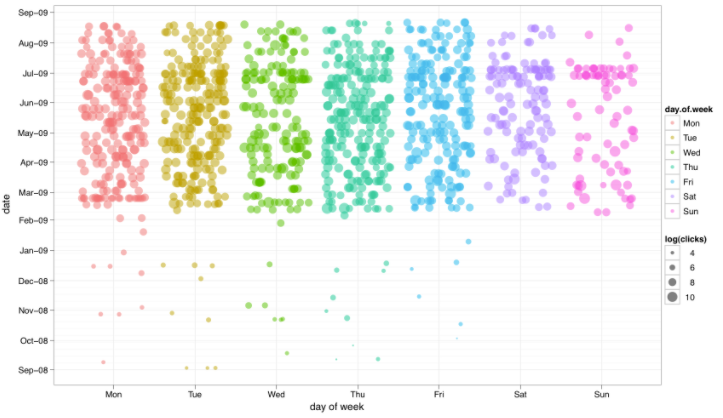 Sep-09
Aug-09
Jul-09
Jun-09
May-09
Apr-09
Mar-09
Feb-09
Jan-09
Dec-08
Nov-08
Oct-08
Sep-08
date
Mon
Tue
Wed
Thu
Fri
Sat
Sun
day of week
day.of.week
Mon
Tue
Wed
Thu
Fri
Sat
Sun
log(clicks)
4
6
8
10